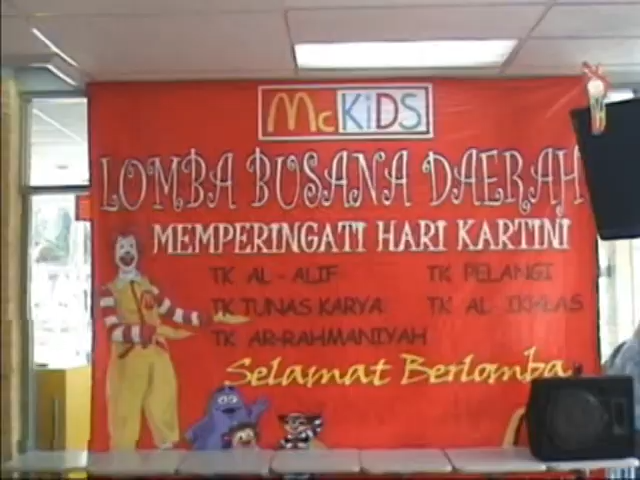 McKiDS
LOMBA BUSANA DAERAH
MEMPERINGATI HARI KARTINI
TK AL - ALIF TK PELANGI
TK TUNAS KARYA TK AL - IKHLAS
TK AR-RAHMANIYAH
Selamat Berlomba